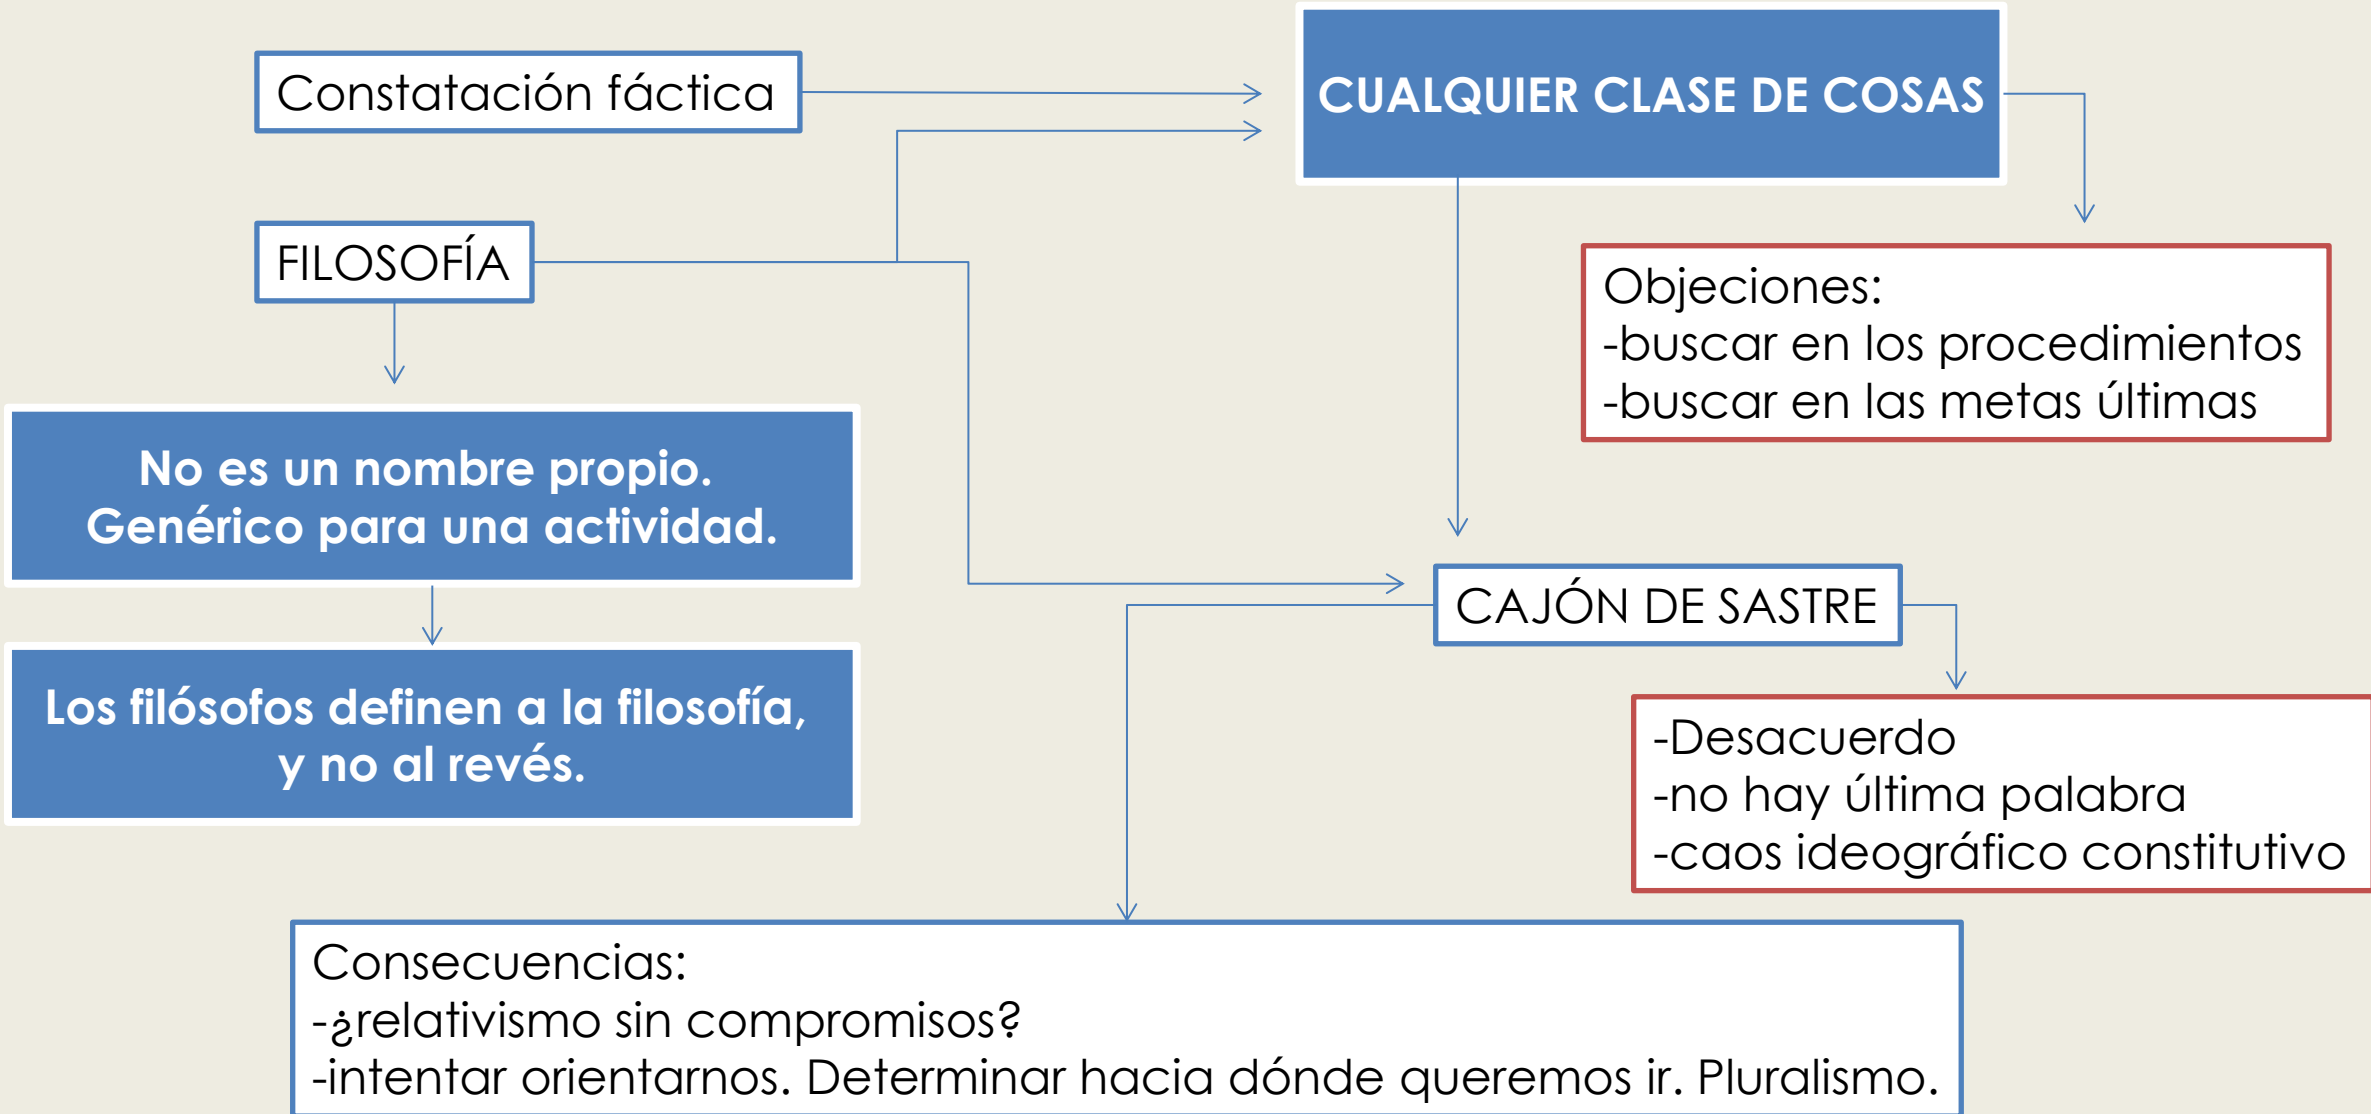 Constatación fáctica
CUALQUIER CLASE DE COSAS
FILOSOFÍA
Objeciones:
-buscar en los procedimientos
-buscar en las metas últimas
No es un nombre propio.
Genérico para una actividad.
CAJÓN DE SASTRE
Los filósofos definen a la filosofía,
y no al revés.
-Desacuerdo
-no hay última palabra
-caos ideográfico constitutivo
Consecuencias:
-¿relativismo sin compromisos?
-intentar orientarnos. Determinar hacia dónde queremos ir. Pluralismo.